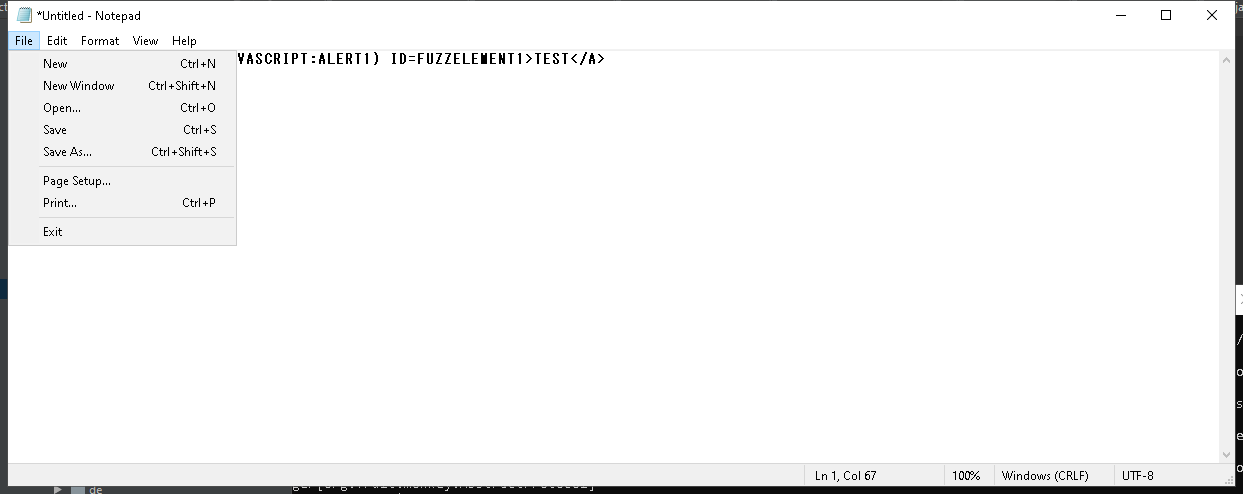 *Untitled - Notepad
File Edit Format View Help
VASCRIPT:ALERT1) ID=FUZZELEMENT1>TEST</A>
New Ctrl+N
New Window Ctrl+Shift+N
Open... Ctrl+O
Save Ctrl+S
Save As... Ctrl+Shift+S
Page Setup...
Print... Ctrl+P
Exit
Ln 1, Col 67 100% Windows (CRLF) UTF-8
de